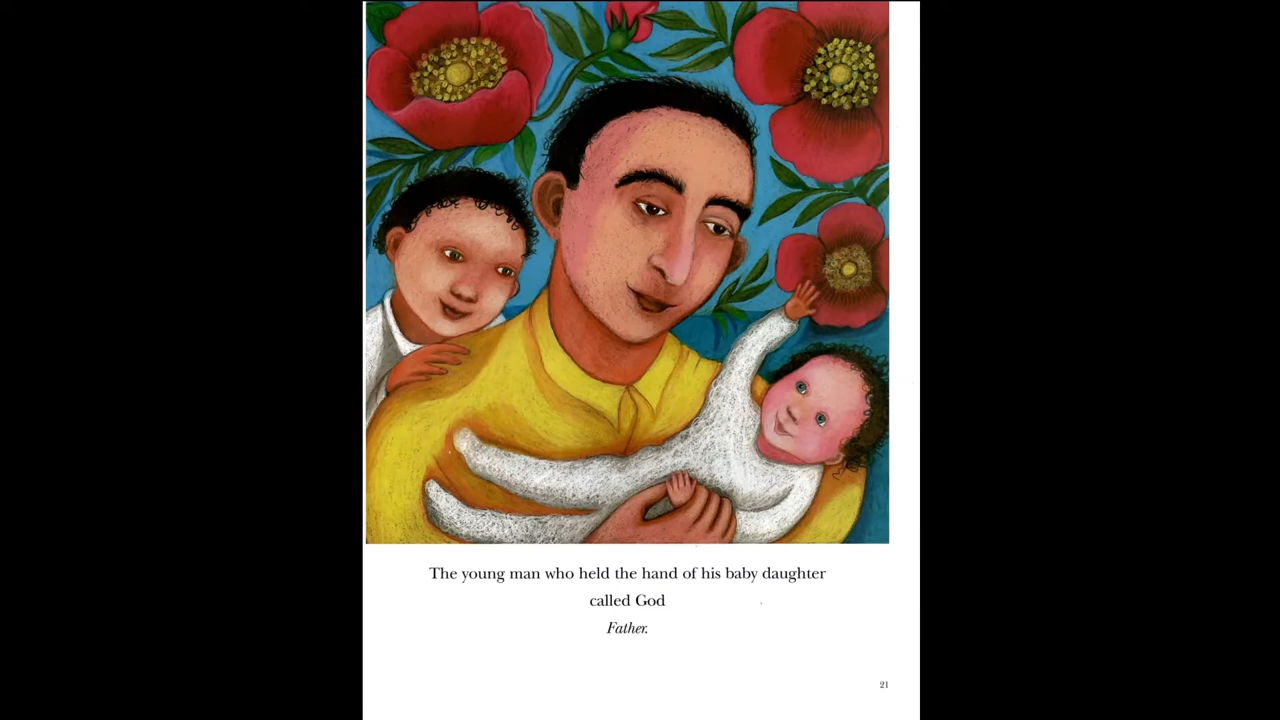 The young man who held the hand of his baby daughter
called God
Father.
21